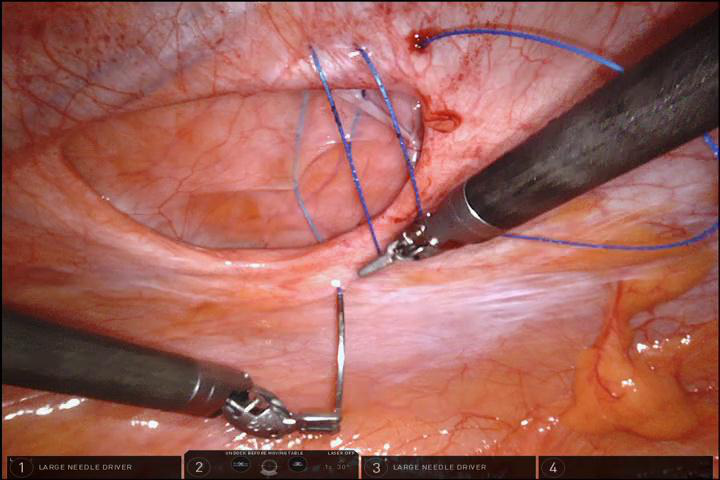 UNDOCK BEFORE MOVING TABLE LASER OFF
1 LARGE NEEDLE DRIVER
2 30°
3 LARGE NEEDLE DRIVER
4